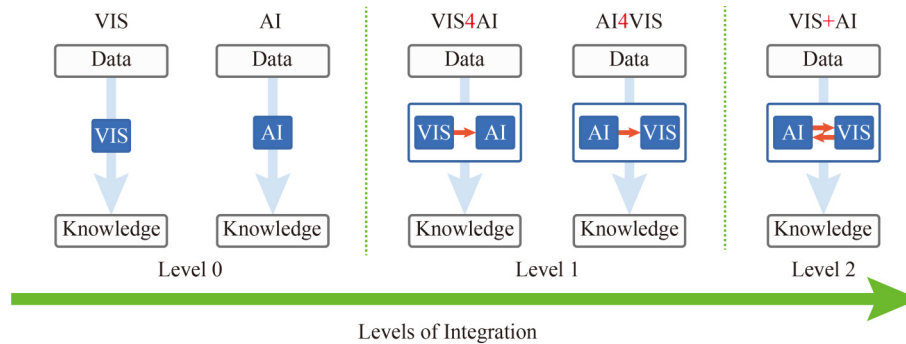 VIS AI VIS4AI AI4VIS VIS+AI
Data Data Data Data Data
VIS AI VIS AI AI VIS AI VIS
Knowledge Knowledge Knowledge Knowledge Knowledge
Level 0 Level 1 Level 2
Levels of Integration